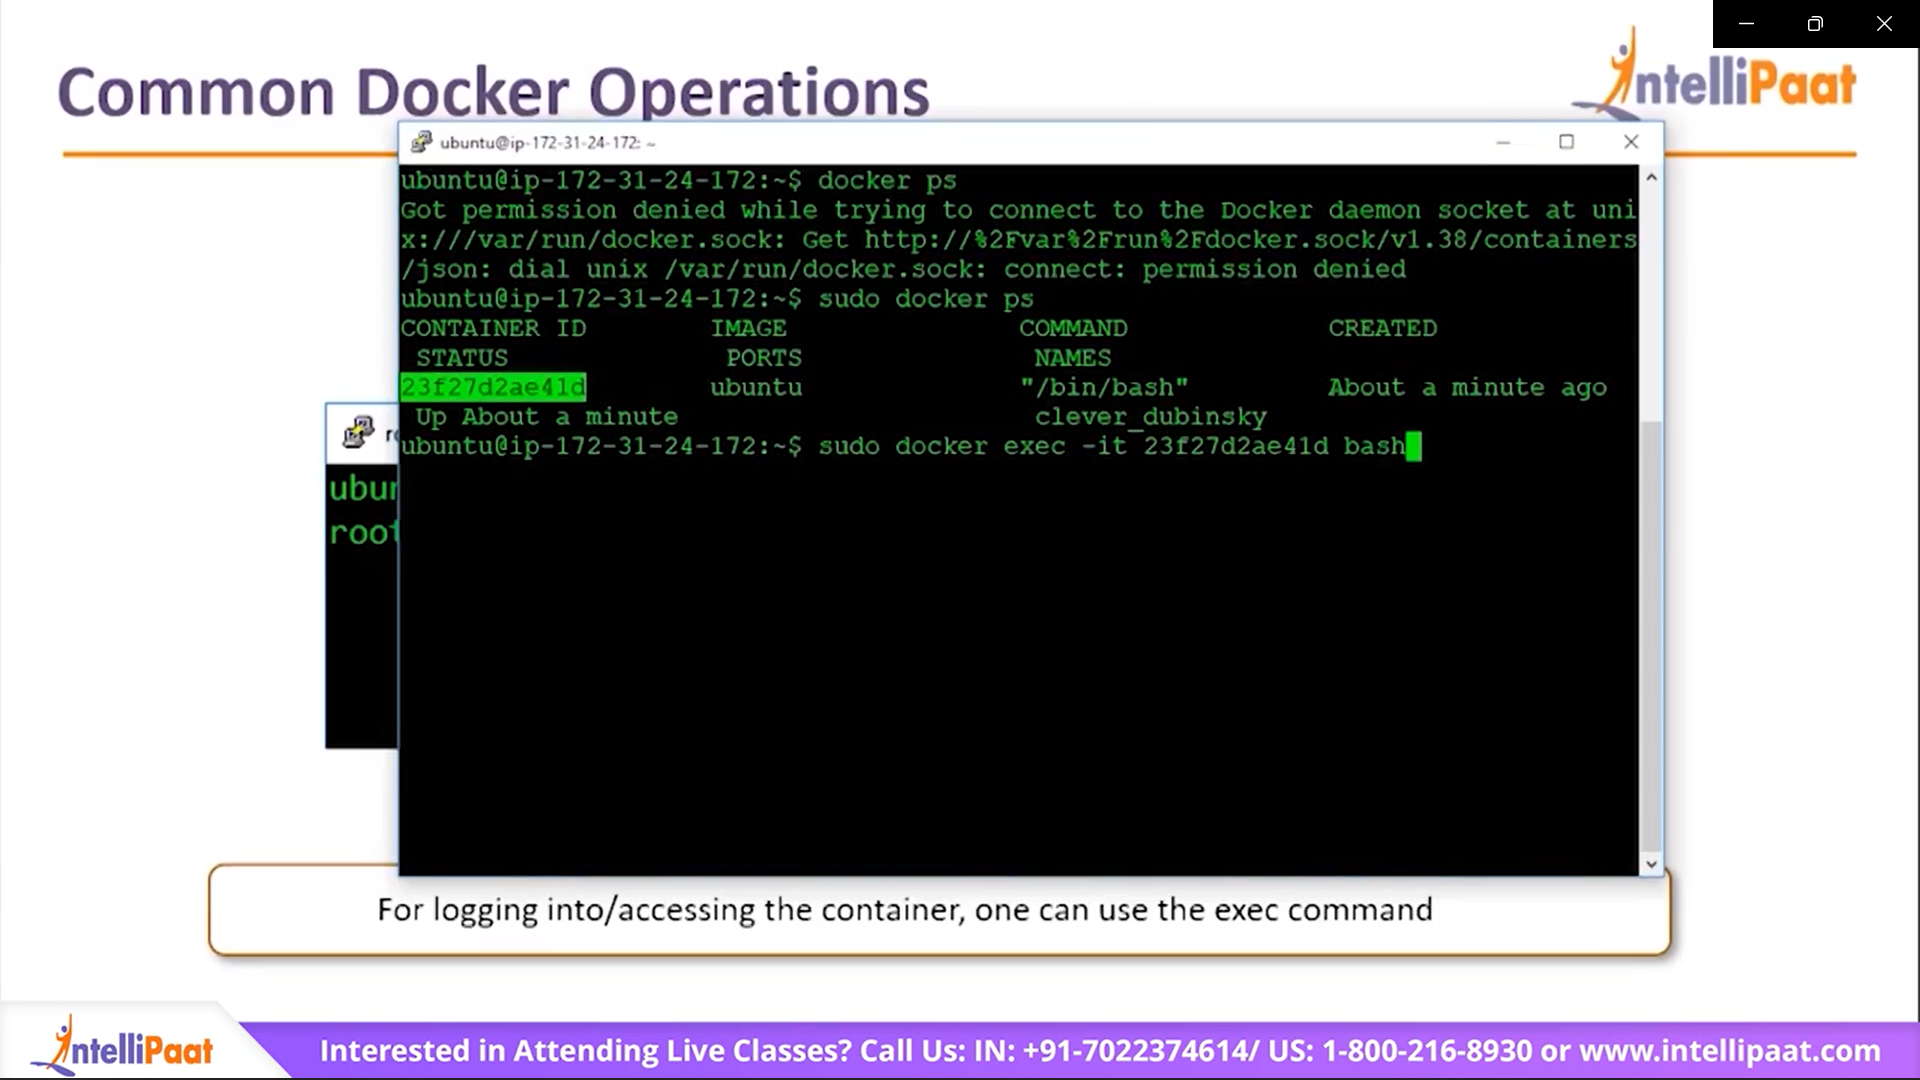 Common Docker Operations
IntelliPaat
ubuntu@ip-172-31-24-172: ~
ubuntu@ip-172-31-24-172:~$ docker ps
Got permission denied while trying to connect to the Docker daemon socket at uni
x:///var/run/docker.sock: Get http://%2Fvar%2Frun%2Fdocker.sock/v1.38/containers
/json: dial unix /var/run/docker.sock: connect: permission denied
ubuntu@ip-172-31-24-172:~$ sudo docker ps
CONTAINER ID IMAGE COMMAND CREATED
STATUS PORTS NAMES
23f27d2ae41d ubuntu "/bin/bash" About a minute ago
Up About a minute clever_dubinsky
ubuntu@ip-172-31-24-172:~$ sudo docker exec -it 23f27d2ae41d bash
ubun
root
For logging into/accessing the container, one can use the exec command
IntelliPaat
Interested in Attending Live Classes? Call Us: IN: +91-7022374614/ US: 1-800-216-8930 or www.intellipaat.com